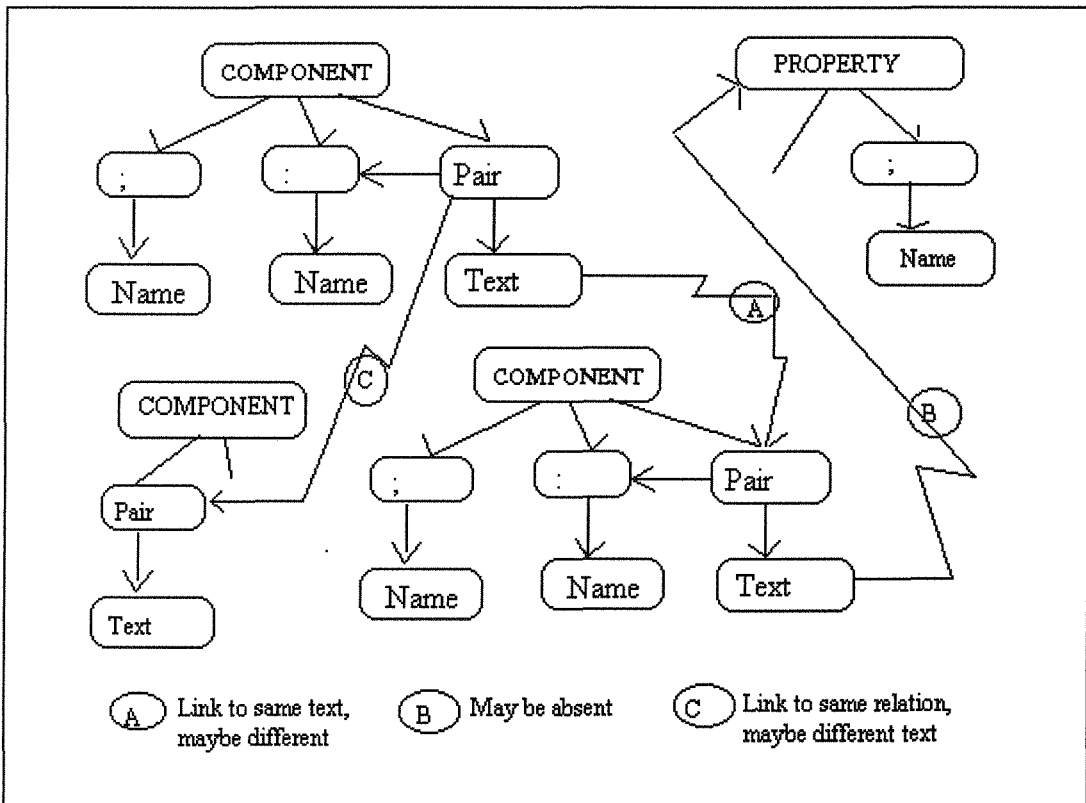 COMPONENT
PROPERTY
;
:
Pair
;
Name
Name
Text
Name
A
C
COMPONENT
COMPONENT
B
;
:
Pair
Pair
Name
Name
Text
Text
A Link to same text,
maybe different
B May be absent
C Link to same relation,
maybe different text